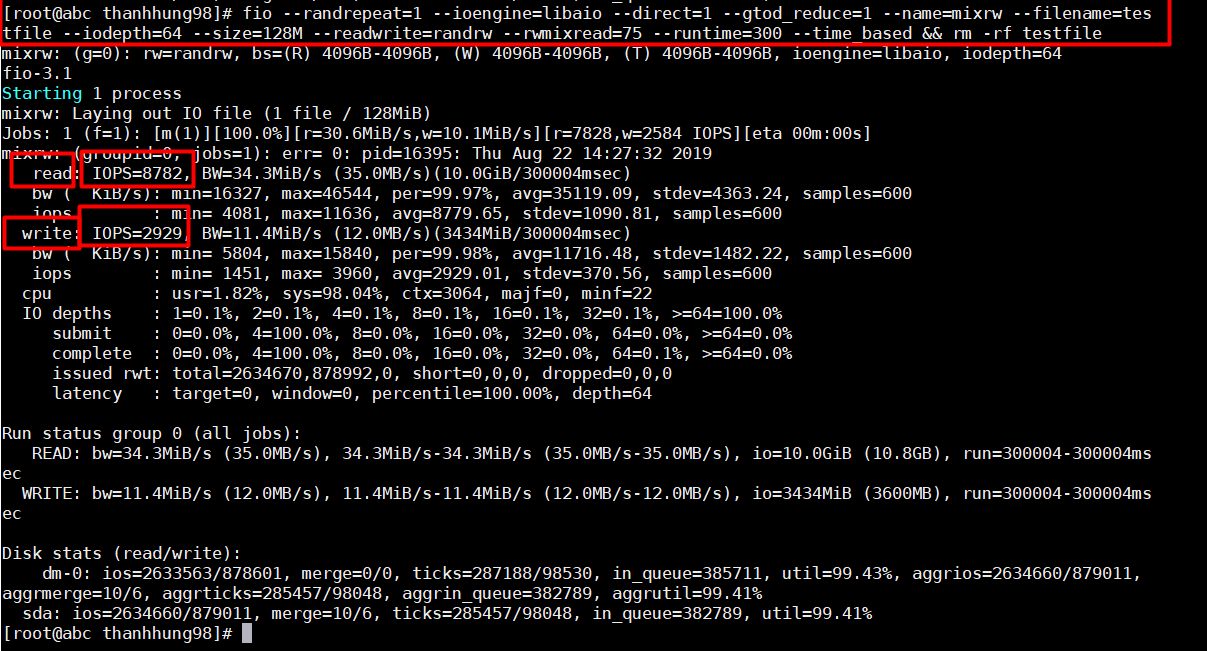 [root@abc thanhhung98]# fio --randrepeat=1 --ioengine=libaio --direct=1 --gtod_reduce=1 --name=mixrw --filename=tes
tfile --iodepth=64 --size=128M --readwrite=randrw --rwmixread=75 --runtime=300 --time_based && rm -rf testfile
mixrw: (g=0): rw=randrw, bs=(R) 4096B-4096B, (W) 4096B-4096B, (T) 4096B-4096B, ioengine=libaio, iodepth=64
fio-3.1
Starting 1 process
mixrw: Laying out IO file (1 file / 128MiB)
Jobs: 1 (f=1): [m(1)][100.0%][r=30.6MiB/s,w=10.1MiB/s][r=7828,w=2584 IOPS][eta 00m:00s]
mixrw: (groupid=0, jobs=1): err= 0: pid=16395: Thu Aug 22 14:27:32 2019
read: IOPS=8782, BW=34.3MiB/s (35.0MB/s)(10.0GiB/300004msec)
bw (  KiB/s): min=16327, max=46544, per=99.97%, avg=35119.09, stdev=4363.24, samples=600
iops        : min= 4081, max=11636, avg=8779.65, stdev=1090.81, samples=600
write: IOPS=2929, BW=11.4MiB/s (12.0MB/s)(3434MiB/300004msec)
bw (  KiB/s): min= 5804, max=15840, per=99.98%, avg=11716.48, stdev=1482.22, samples=600
iops        : min= 1451, max= 3960, avg=2929.01, stdev=370.56, samples=600
cpu          : usr=1.82%, sys=98.04%, ctx=3064, majf=0, minf=22
IO depths    : 1=0.1%, 2=0.1%, 4=0.1%, 8=0.1%, 16=0.1%, 32=0.1%, >=64=100.0%
submit    : 0=0.0%, 4=100.0%, 8=0.0%, 16=0.0%, 32=0.0%, 64=0.0%, >=64=0.0%
complete  : 0=0.0%, 4=100.0%, 8=0.0%, 16=0.0%, 32=0.0%, 64=0.1%, >=64=0.0%
issued rwt: total=2634670,878992,0, short=0,0,0, dropped=0,0,0
latency   : target=0, window=0, percentile=100.00%, depth=64
Run status group 0 (all jobs):
READ: bw=34.3MiB/s (35.0MB/s), 34.3MiB/s-34.3MiB/s (35.0MB/s-35.0MB/s), io=10.0GiB (10.8GB), run=300004-300004ms
ec
WRITE: bw=11.4MiB/s (12.0MB/s), 11.4MiB/s-11.4MiB/s (12.0MB/s-12.0MB/s), io=3434MiB (3600MB), run=300004-300004ms
ec
Disk stats (read/write):
dm-0: ios=2633563/878601, merge=0/0, ticks=287188/98530, in_queue=385711, util=99.43%, aggrios=2634660/879011,
aggrmerge=10/6, aggrticks=285457/98048, aggrin_queue=382789, aggrutil=99.41%
sda: ios=2634660/879011, merge=10/6, ticks=285457/98048, in_queue=382789, util=99.41%
[root@abc thanhhung98]#